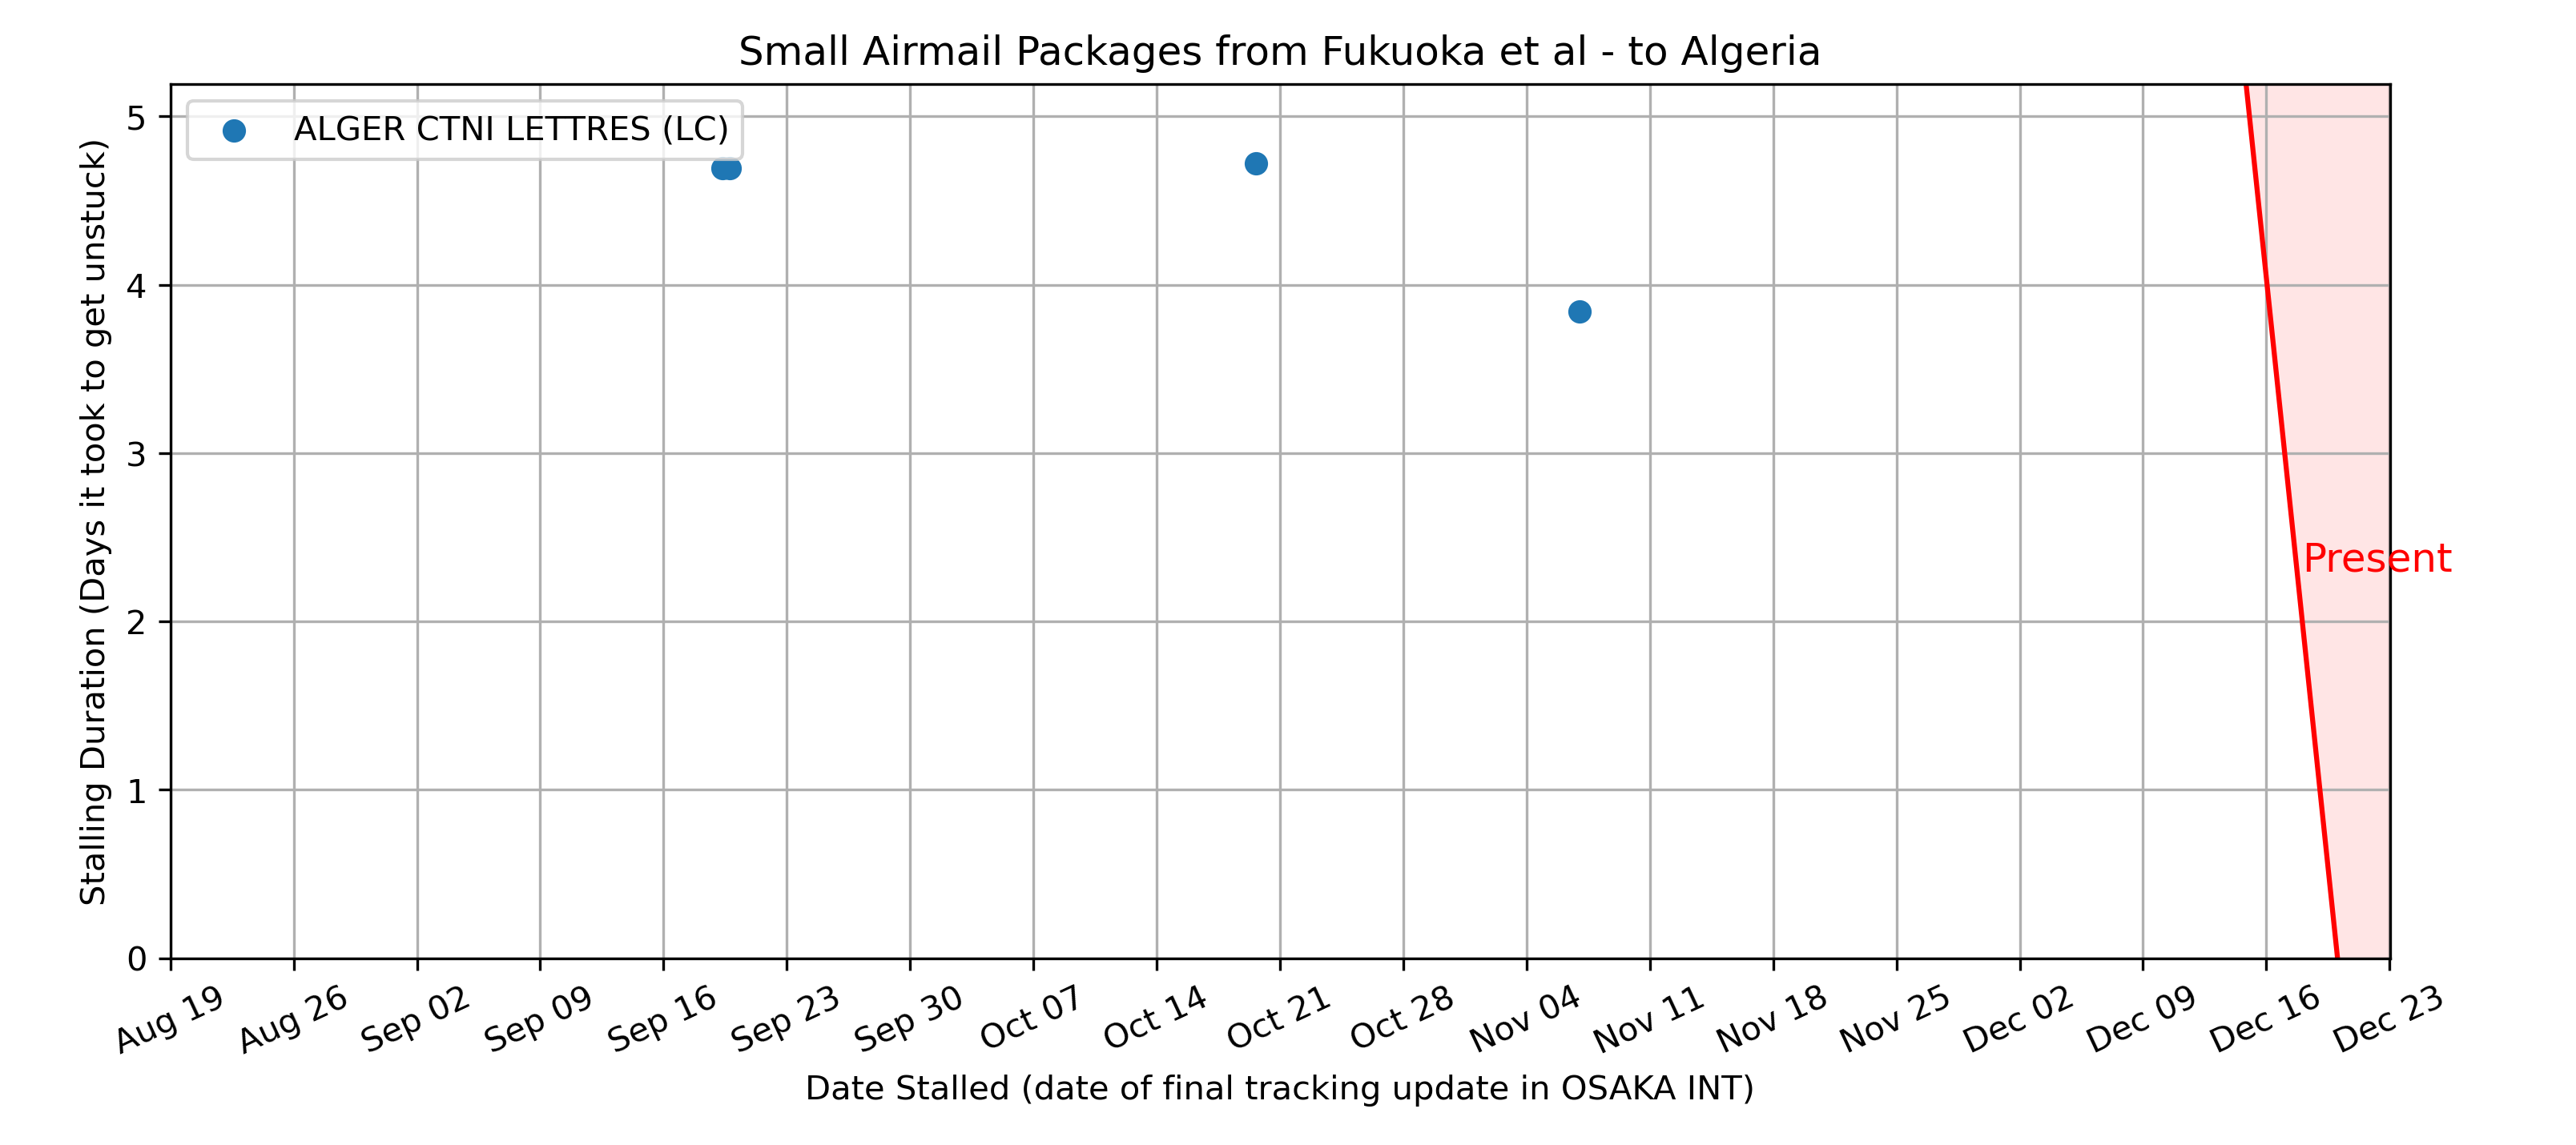 Small Airmail Packages from Fukuoka et al - to Algeria
ALGER CTNI LETTRES (LC)
Stalling Duration (Days it took to get unstuck)
5
4
3
2
1
0
Present
Aug 19
Aug 26
Sep 02
Sep 09
Sep 16
Sep 23
Sep 30
Oct 07
Oct 14
Oct 21
Oct 28
Nov 04
Nov 11
Nov 18
Nov 25
Dec 02
Dec 09
Dec 16
Dec 23
Date Stalled (date of final tracking update in OSAKA INT)